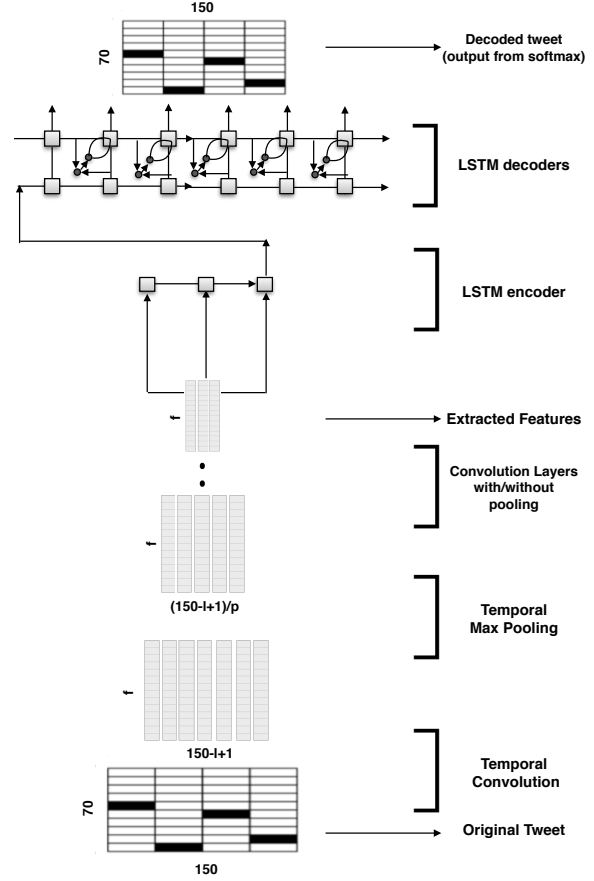 150
70
Decoded tweet
(output from softmax)
LSTM decoders
LSTM encoder
f
Extracted Features
Convolution Layers
with/without
pooling
f
(150-l+1)/p
Temporal
Max Pooling
f
150-l+1
Temporal
Convolution
70
Original Tweet
150